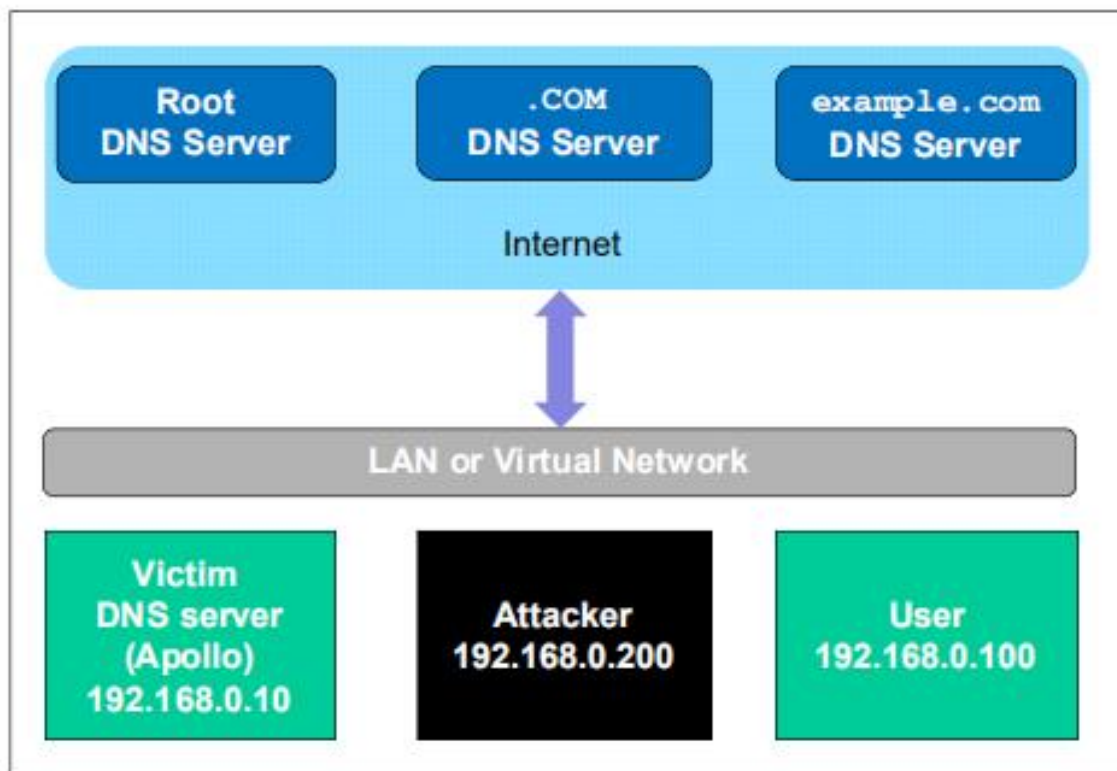 Root
DNS Server
.COM
DNS Server
example.com
DNS Server
Internet
LAN or Virtual Network
Victim
DNS server
(Apollo)
192.168.0.10
Attacker
192.168.0.200
User
192.168.0.100